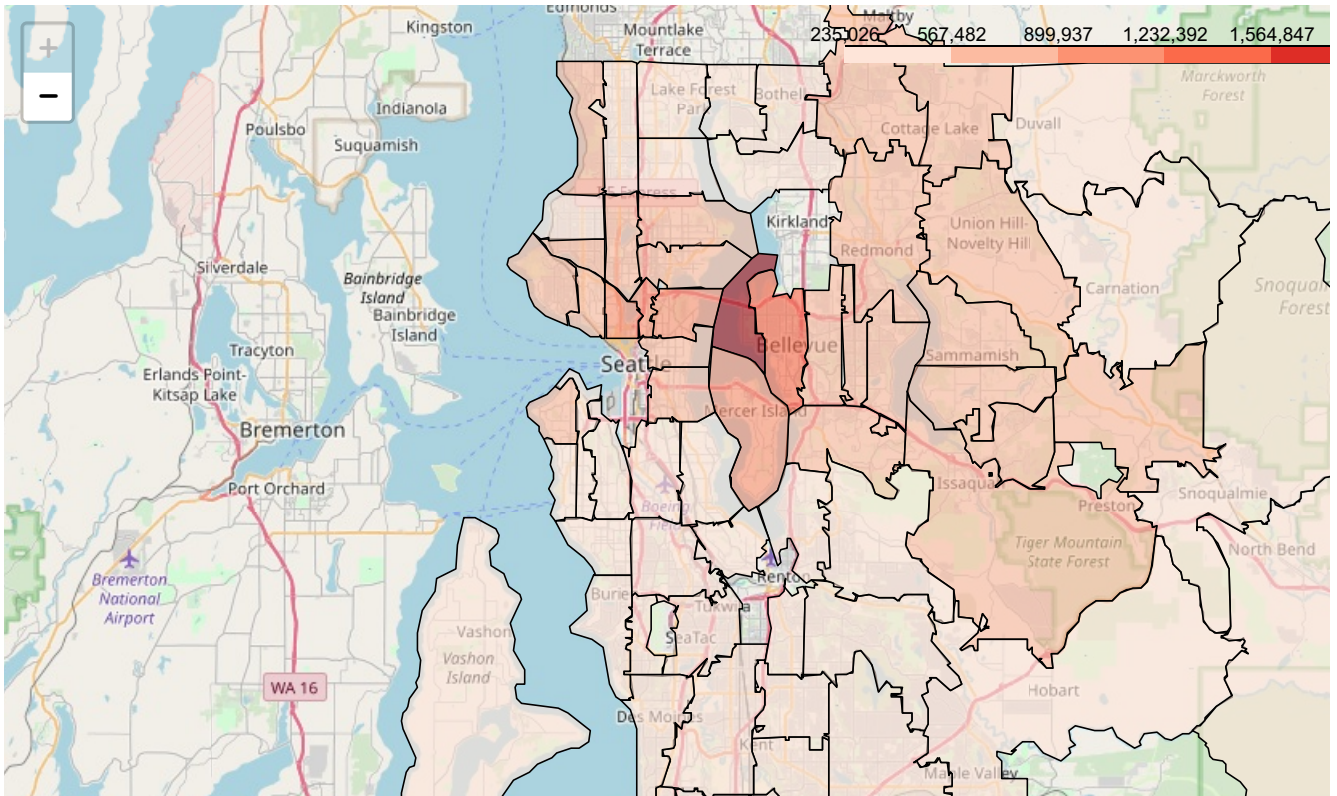 Edmonds
Maltby
Kingston
Mountlake
Terrace
235,026 567,482 899,937 1,232,392 1,564,847
+
−
Marckworth
Forest
Lake Forest
Park
Bothell
Indianola
Poulsbo
Cottage Lake
Duvall
Suquamish
Kirkland
Union Hill-
Novelty Hill
Redmond
Silverdale
Bainbridge
Island
Carnation
Snoqual
Forest
Bainbridge
Island
Bellevue
Tracyton
Sammamish
Seattle
Erlands Point-
Kitsap Lake
Mercer Island
Bremerton
Issaqua
Port Orchard
Snoqualmie
Preston
Boeing
Fie
Tiger Mountain
State Forest
North Bend
Bremerton
National
Airport
Renton
Burie
Tukwila
Vashon
SeaTac
Vashon
Island
WA 16
Hobart
Des Moines
Kent
Maple Valley